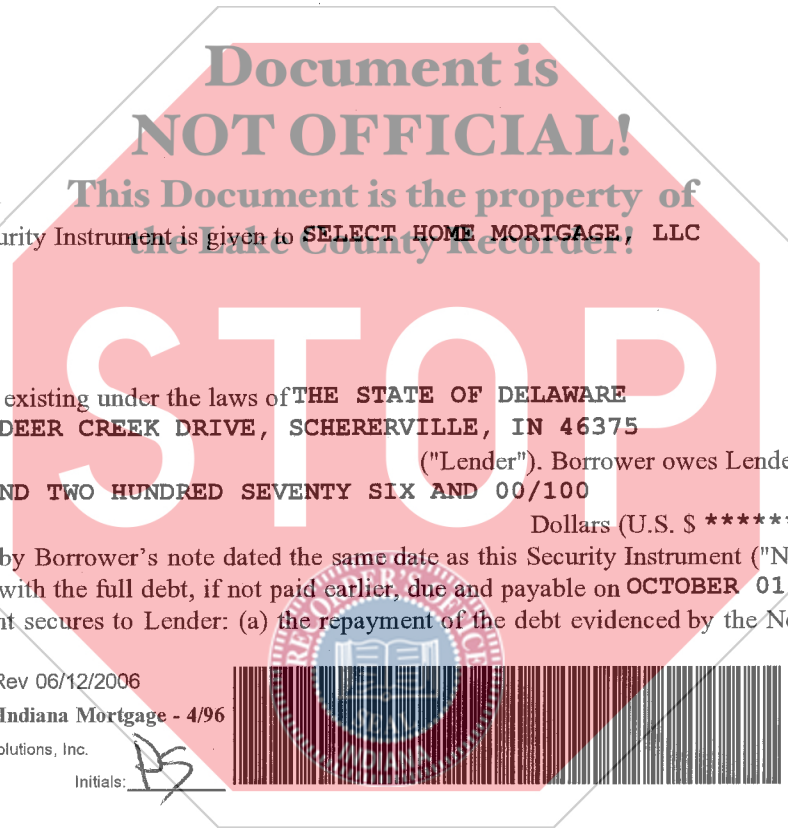 Document is
NOT OFFICIAL!
This Document is the property of
the Lake County Recorder!
urity Instrument is given to SELECT HOME MORTGAGE, LLC
STOP
existing under the laws of THE STATE OF DELAWARE
DEER CREEK DRIVE, SCHERERVILLE, IN 46375
("Lender"). Borrower owes Lende
ND TWO HUNDRED SEVENTY SIX AND 00/100
Dollars (U.S. $ ******
by Borrower's note dated the same date as this Security Instrument ("N
with the full debt, if not paid earlier, due and payable on OCTOBER 01
nt secures to Lender: (a) the repayment of the debt evidenced by the No
RECORDER'S OFFICE
SEAL
INDIANA
Rev 06/12/2006
Indiana Mortgage - 4/96
olutions, Inc.
Initials: PS